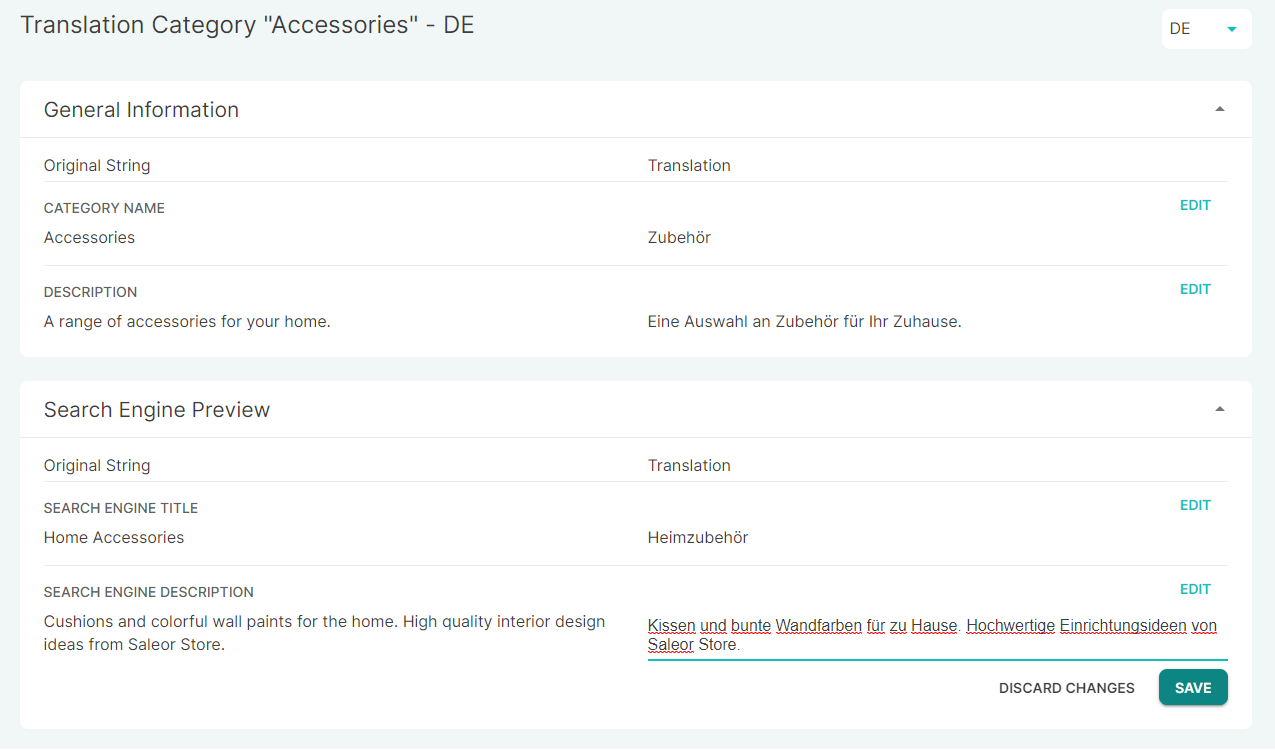 Translation Category "Accessories" - DE
DE
General Information
Original String
Translation
CATEGORY NAME
EDIT
Accessories
Zubehör
DESCRIPTION
EDIT
A range of accessories for your home.
Eine Auswahl an Zubehör für Ihr Zuhause.
Search Engine Preview
Original String
Translation
SEARCH ENGINE TITLE
EDIT
Home Accessories
Heimzubehör
SEARCH ENGINE DESCRIPTION
EDIT
Cushions and colorful wall paints for the home. High quality interior design
ideas from Saleor Store.
Kissen und bunte Wandfarben für zu Hause. Hochwertige Einrichtungsideen von
Saleor Store.
DISCARD CHANGES
SAVE